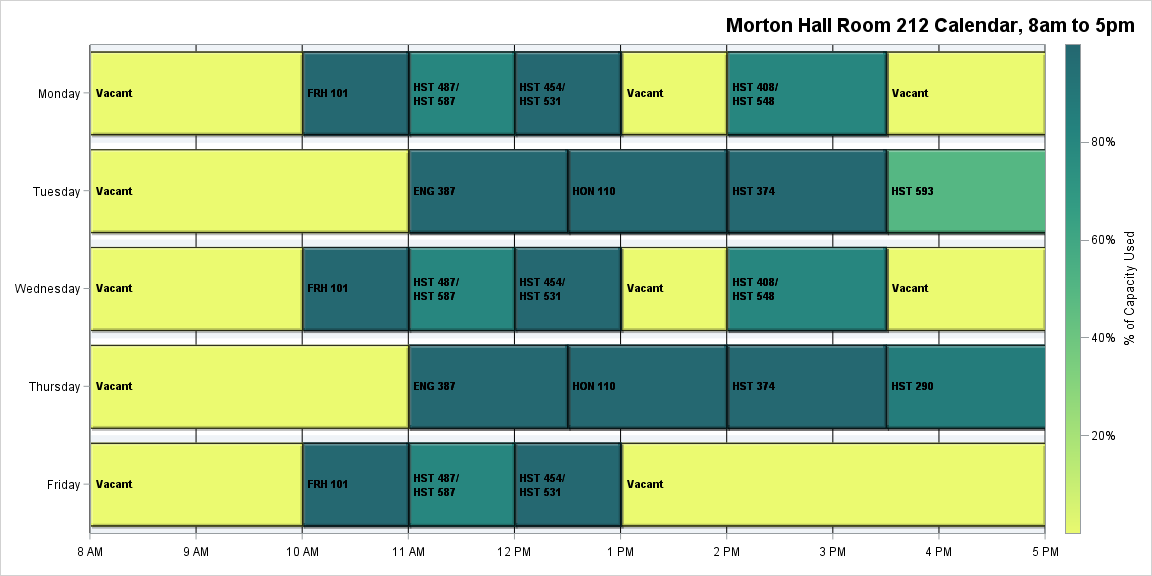 Morton Hall Room 212 Calendar, 8am to 5pm
Monday
Vacant
FRH 101
HST 487/
HST 587
HST 454/
HST 531
Vacant
HST 408/
HST 548
Vacant
Tuesday
Vacant
ENG 387
HON 110
HST 374
HST 593
Wednesday
Vacant
FRH 101
HST 487/
HST 587
HST 454/
HST 531
Vacant
HST 408/
HST 548
Vacant
Thursday
Vacant
ENG 387
HON 110
HST 374
HST 290
Friday
Vacant
FRH 101
HST 487/
HST 587
HST 454/
HST 531
Vacant
8 AM
9 AM
10 AM
11 AM
12 PM
1 PM
2 PM
3 PM
4 PM
5 PM
80%
60%
40%
20%
% of Capacity Used